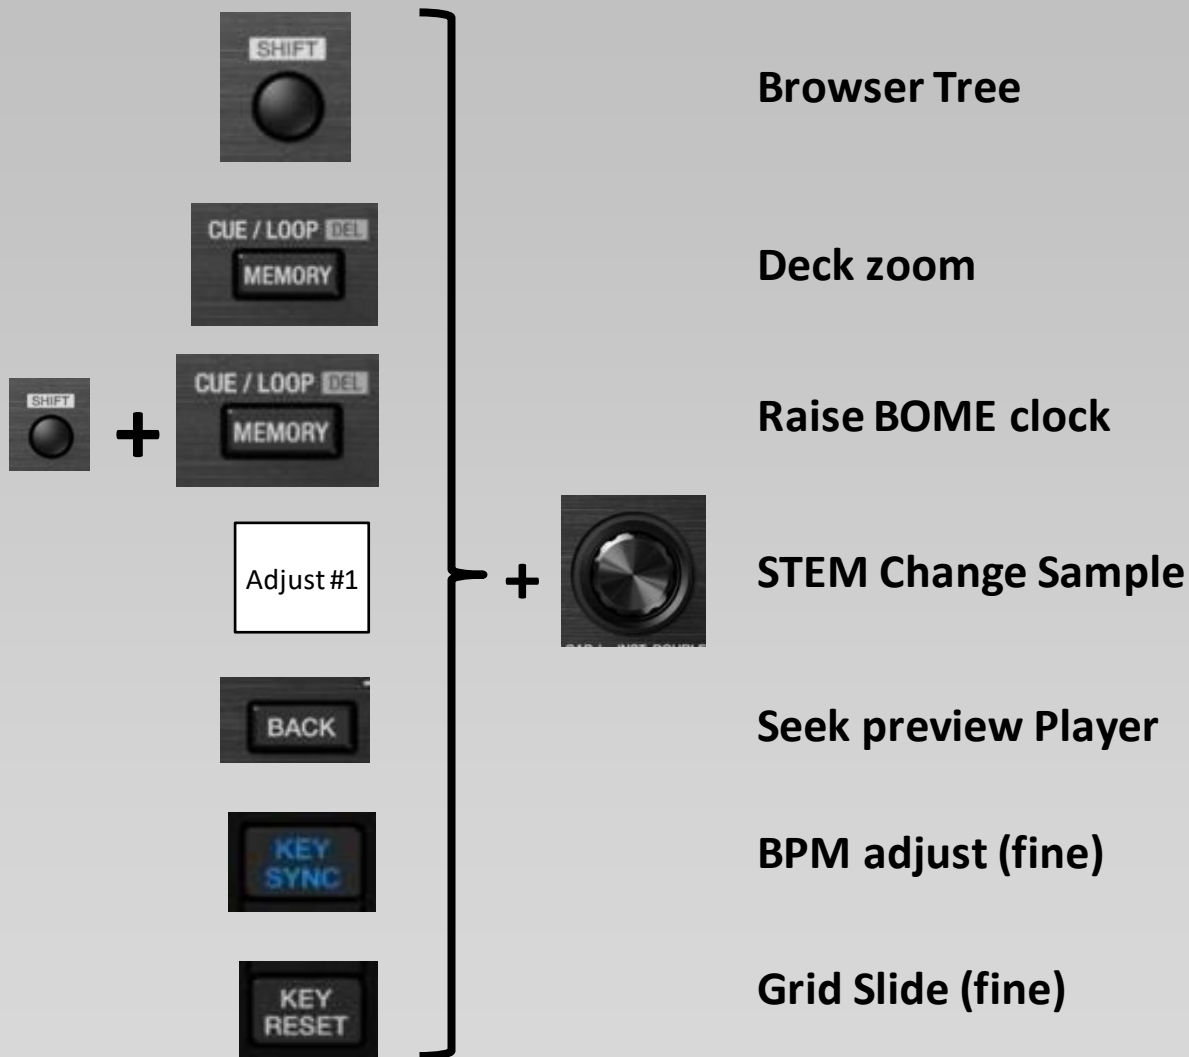 SHIFT
Browser Tree
CUE / LOOP DEL
MEMORY
Deck zoom
SHIFT
+
CUE / LOOP DEL
MEMORY
Raise BOME clock
Adjust #1
+
STEM Change Sample
BACK
Seek preview Player
KEY
SYNC
BPM adjust (fine)
KEY
RESET
Grid Slide (fine)